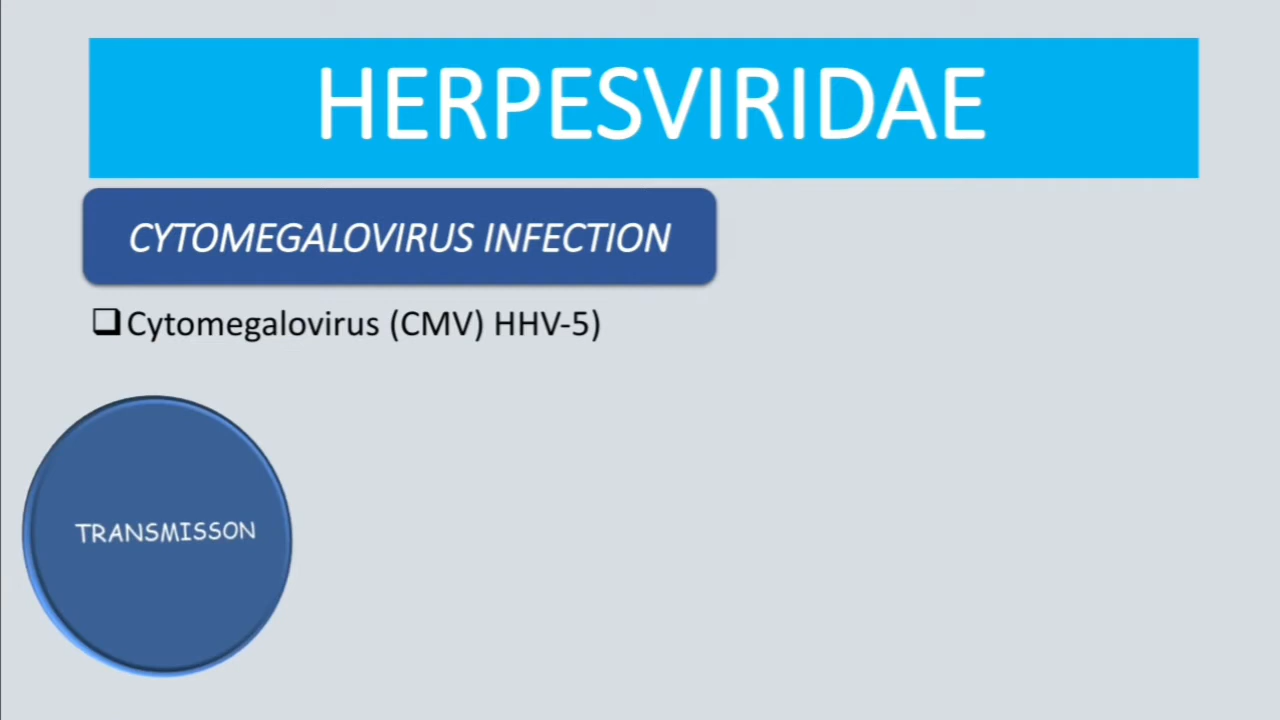 HERPESVIRIDAE
CYTOMEGALOVIRUS INFECTION
Cytomegalovirus (CMV) HHV-5)
TRANSMISSON